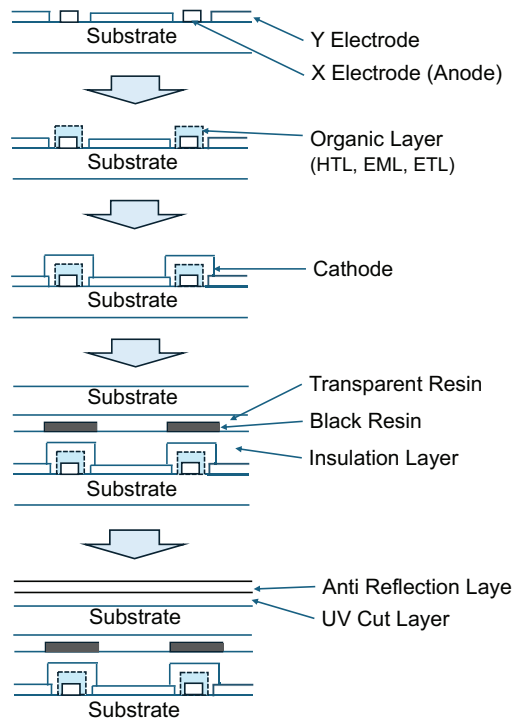 Substrate
Y Electrode
X Electrode (Anode)
Substrate
Organic Layer
(HTL, EML, ETL)
Substrate
Cathode
Substrate
Transparent Resin
Black Resin
Insulation Layer
Substrate
Anti Reflection Laye
UV Cut Layer
Substrate
Substrate